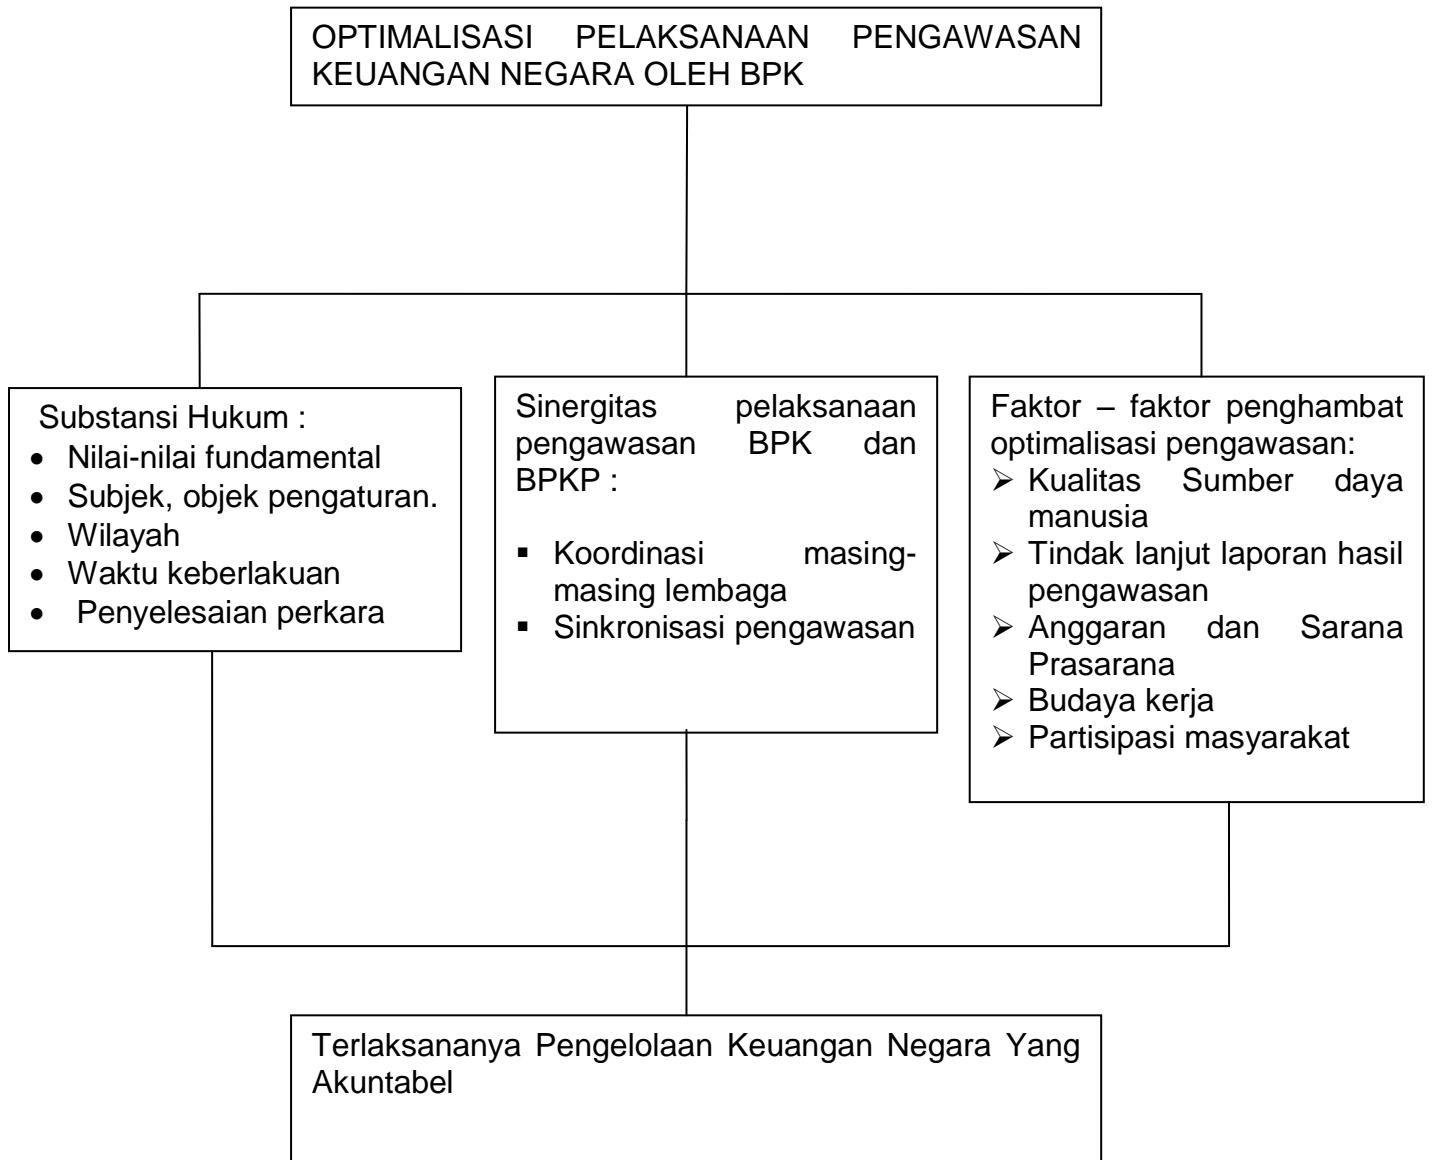 OPTIMALISASI PELAKSANAAN PENGAWASAN
KEUANGAN NEGARA OLEH BPK
Substansi Hukum :
• Nilai-nilai fundamental
• Subjek, objek pengaturan.
• Wilayah
• Waktu keberlakuan
• Penyelesaian perkara
Sinergitas pelaksanaan
pengawasan BPK dan
BPKP :
▪ Koordinasi masing-
masing lembaga
▪ Sinkronisasi pengawasan
Faktor – faktor penghambat
optimalisasi pengawasan:
➢ Kualitas Sumber daya
manusia
➢ Tindak lanjut laporan hasil
pengawasan
➢ Anggaran dan Sarana
Prasarana
➢ Budaya kerja
➢ Partisipasi masyarakat
Terlaksananya Pengelolaan Keuangan Negara Yang
Akuntabel